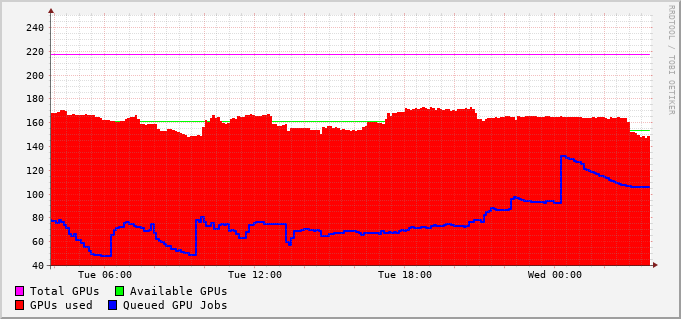 RRDTOOL / TOBI OETIKER
240
220
200
180
160
140
120
100
80
60
40
Tue 06:00 Tue 12:00 Tue 18:00 Wed 00:00
Total GPUs Available GPUs
GPUs used Queued GPU Jobs